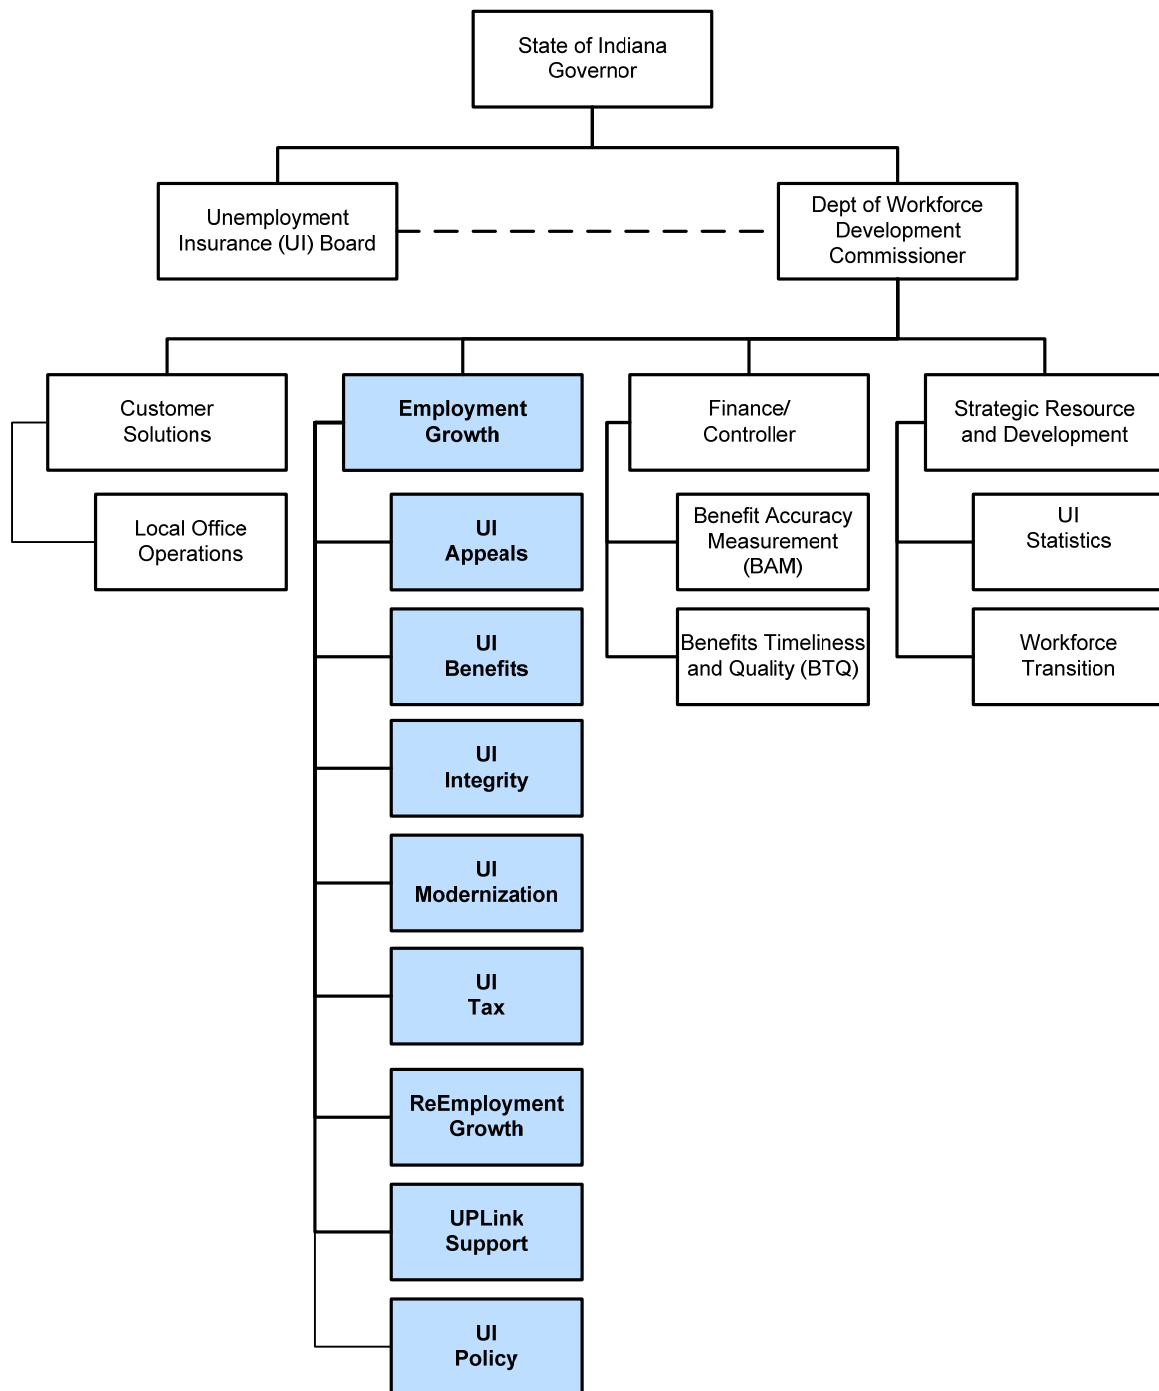 State of Indiana
Governor
Unemployment
Insurance (UI) Board
Dept of Workforce
Development
Commissioner
Customer
Solutions
Employment
Growth
Finance/
Controller
Strategic Resource
and Development
Local Office
Operations
UI
Appeals
Benefit Accuracy
Measurement
(BAM)
UI
Statistics
UI
Benefits
Benefits Timeliness
and Quality (BTQ)
Workforce
Transition
UI
Integrity
UI
Modernization
UI
Tax
ReEmployment
Growth
UPLink
Support
UI
Policy